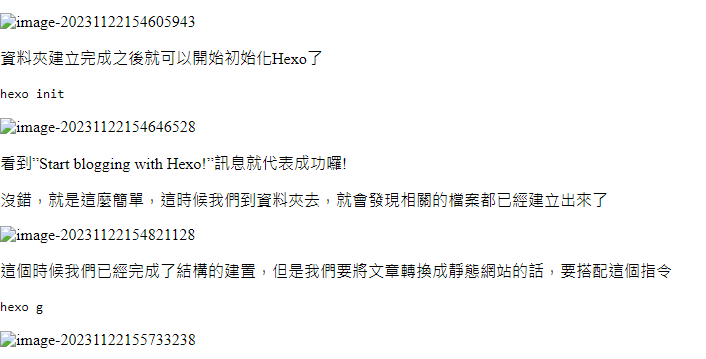 image-20231122154605943
資料夾建立完成之後就可以開始初始化Hexo了
hexo init
image-20231122154646528
看到”Start blogging with Hexo!”訊息就代表成功囉!
沒錯，就是這麼簡單，這時候我們到資料夾去，就會發現相關的檔案都已經建立出來了
image-20231122154821128
這個時候我們已經完成了結構的建置，但是我們要將文章轉換成靜態網站的話，要搭配這個指令
hexo g
image-20231122155733238